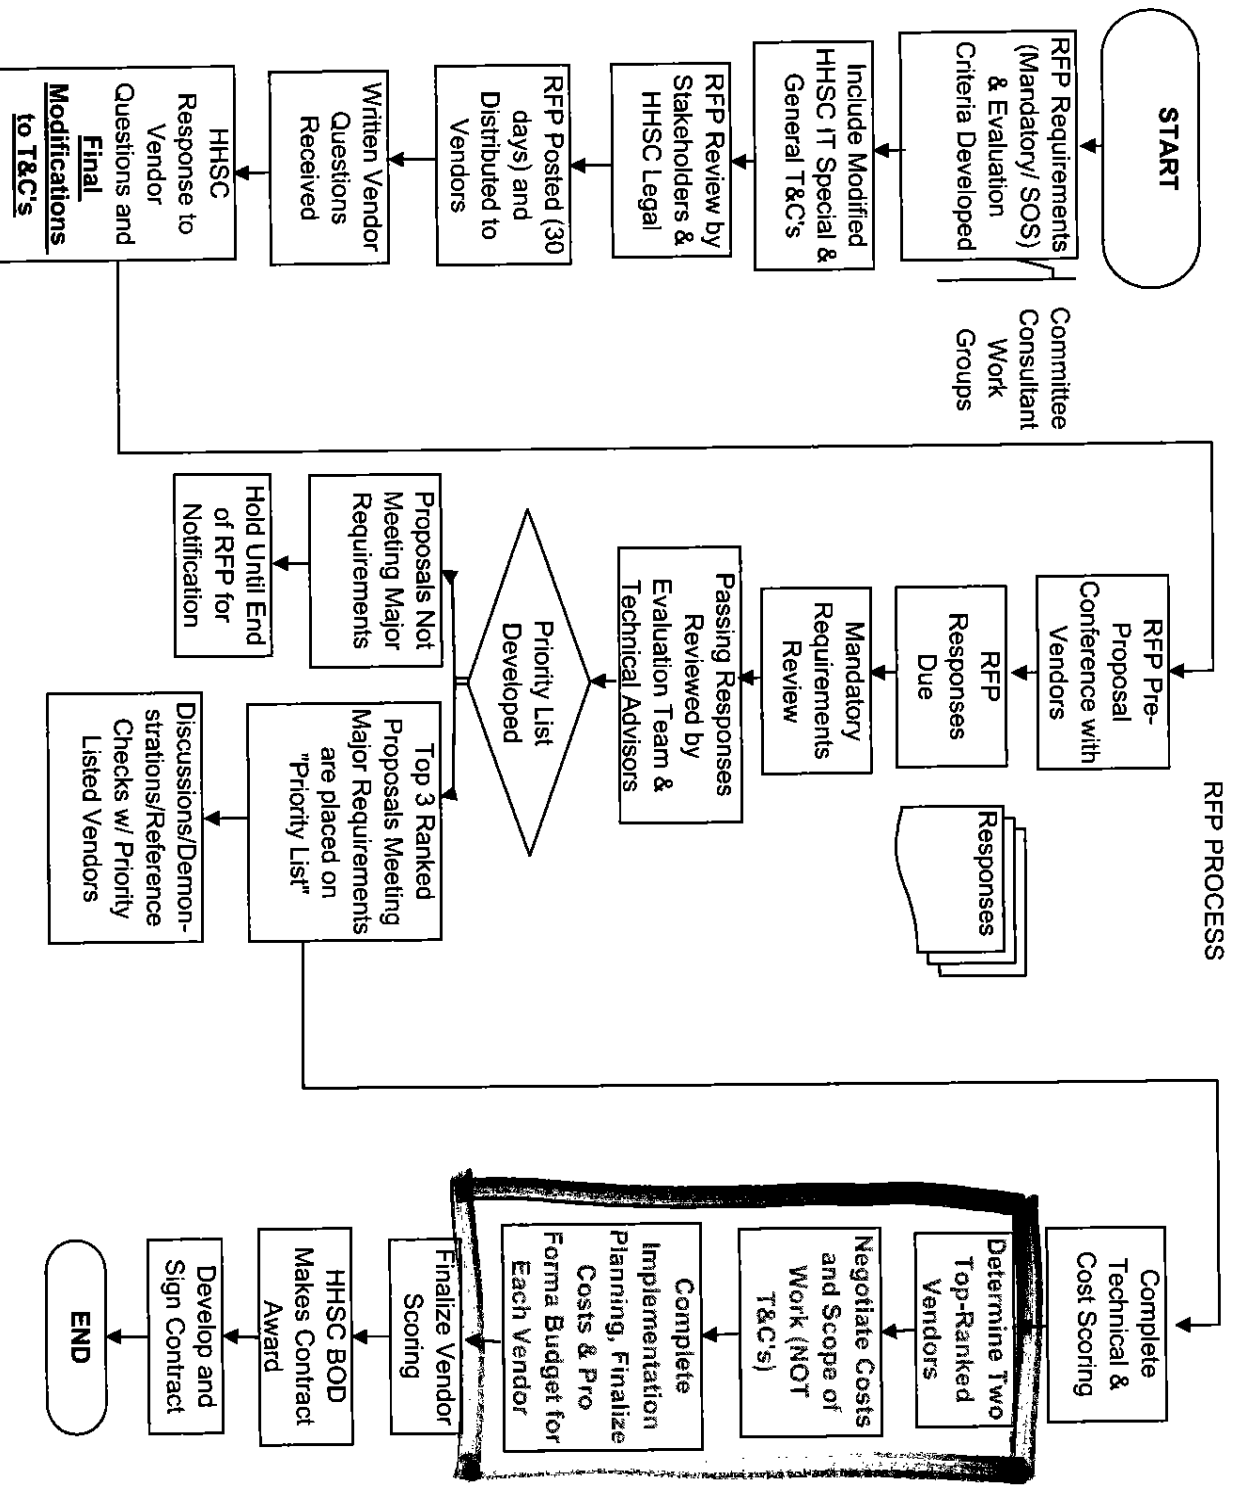 RFP PROCESS
START
RFP Requirements
(Mandatory/ SOS)
& Evaluation
Criteria Developed
Committee
Consultant
Work
Groups
Include Modified
HHSC IT Special &
General T&C's
RFP Review by
Stakeholders &
HHSC Legal
RFP Posted (30
days) and
Distributed to
Vendors
Written Vendor
Questions
Received
HHSC
Response to
Vendor
Questions and
Final
Modifications
to T&C's
RFP Pre-
Proposal
Conference with
Vendors
RFP
Responses
Due
Responses
Mandatory
Requirements
Review
Passing Responses
Reviewed by
Evaluation Team &
Technical Advisors
Priority List
Developed
Proposals Not
Meeting Major
Requirements
Hold Until End
of RFP for
Notification
Top 3 Ranked
Proposals Meeting
Major Requirements
are placed on
"Priority List"
Discussions/Demon-
strations/Reference
Checks w/ Priority
Listed Vendors
Complete
Technical &
Cost Scoring
Determine Two
Top-Ranked
Vendors
Negotiate Costs
and Scope of
Work (NOT
T&C's)
Complete
Implementation
Planning, Finalize
Costs & Pro
Forma Budget for
Each Vendor
Finalize Vendor
Scoring
HHSC BOD
Makes Contract
Award
Develop and
Sign Contract
END